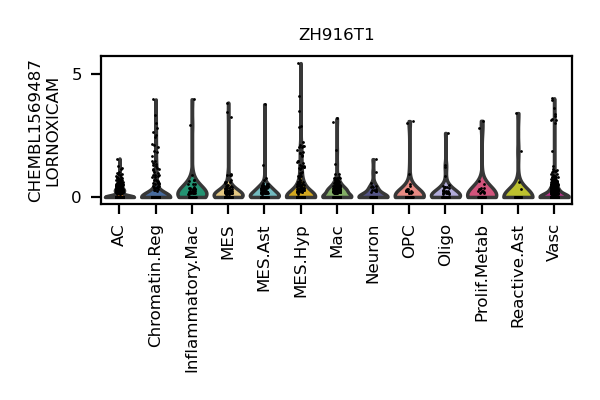 ZH916T1
CHEMBL1569487
LORNOXICAM
5
0
AC
Chromatin.Reg
Inflammatory.Mac
MES
MES.Ast
MES.Hyp
Mac
Neuron
OPC
Oligo
Prolif.Metab
Reactive.Ast
Vasc